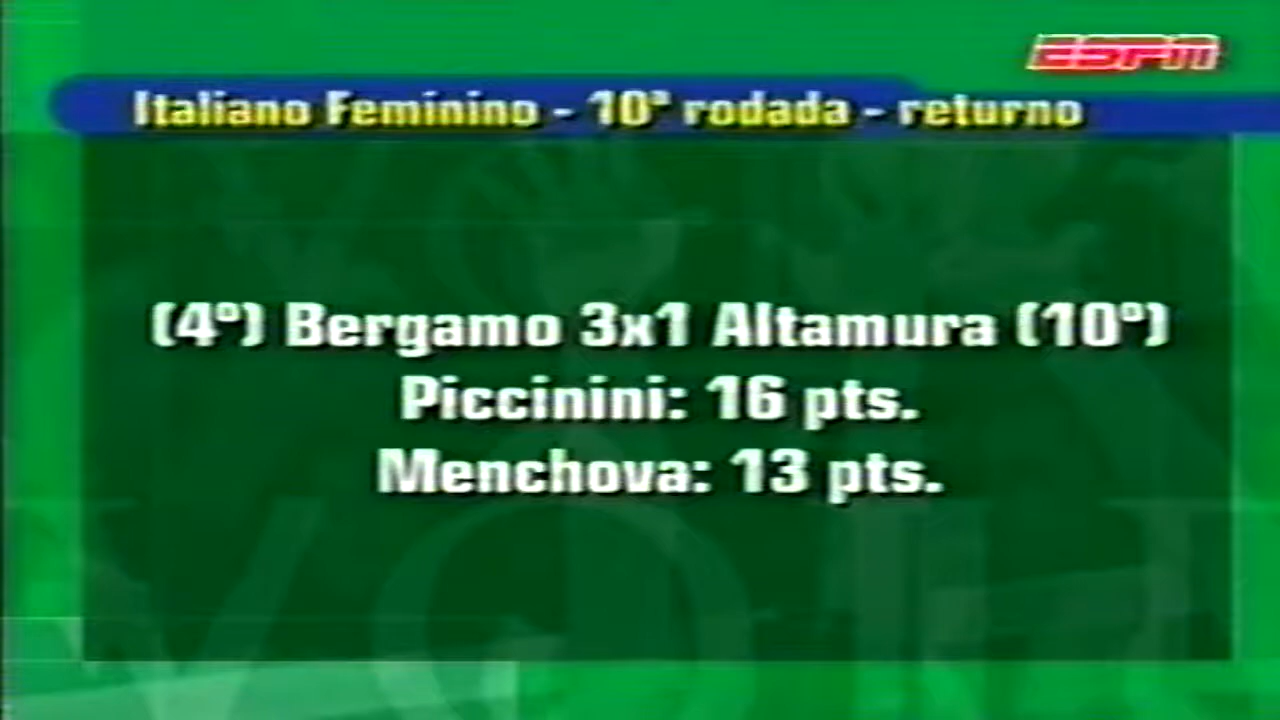 ESPN
Italiano Feminino - 10ª rodada - returno
(4º) Bergamo 3x1 Altamura (10º)
Piccinini: 16 pts.
Menchova: 13 pts.